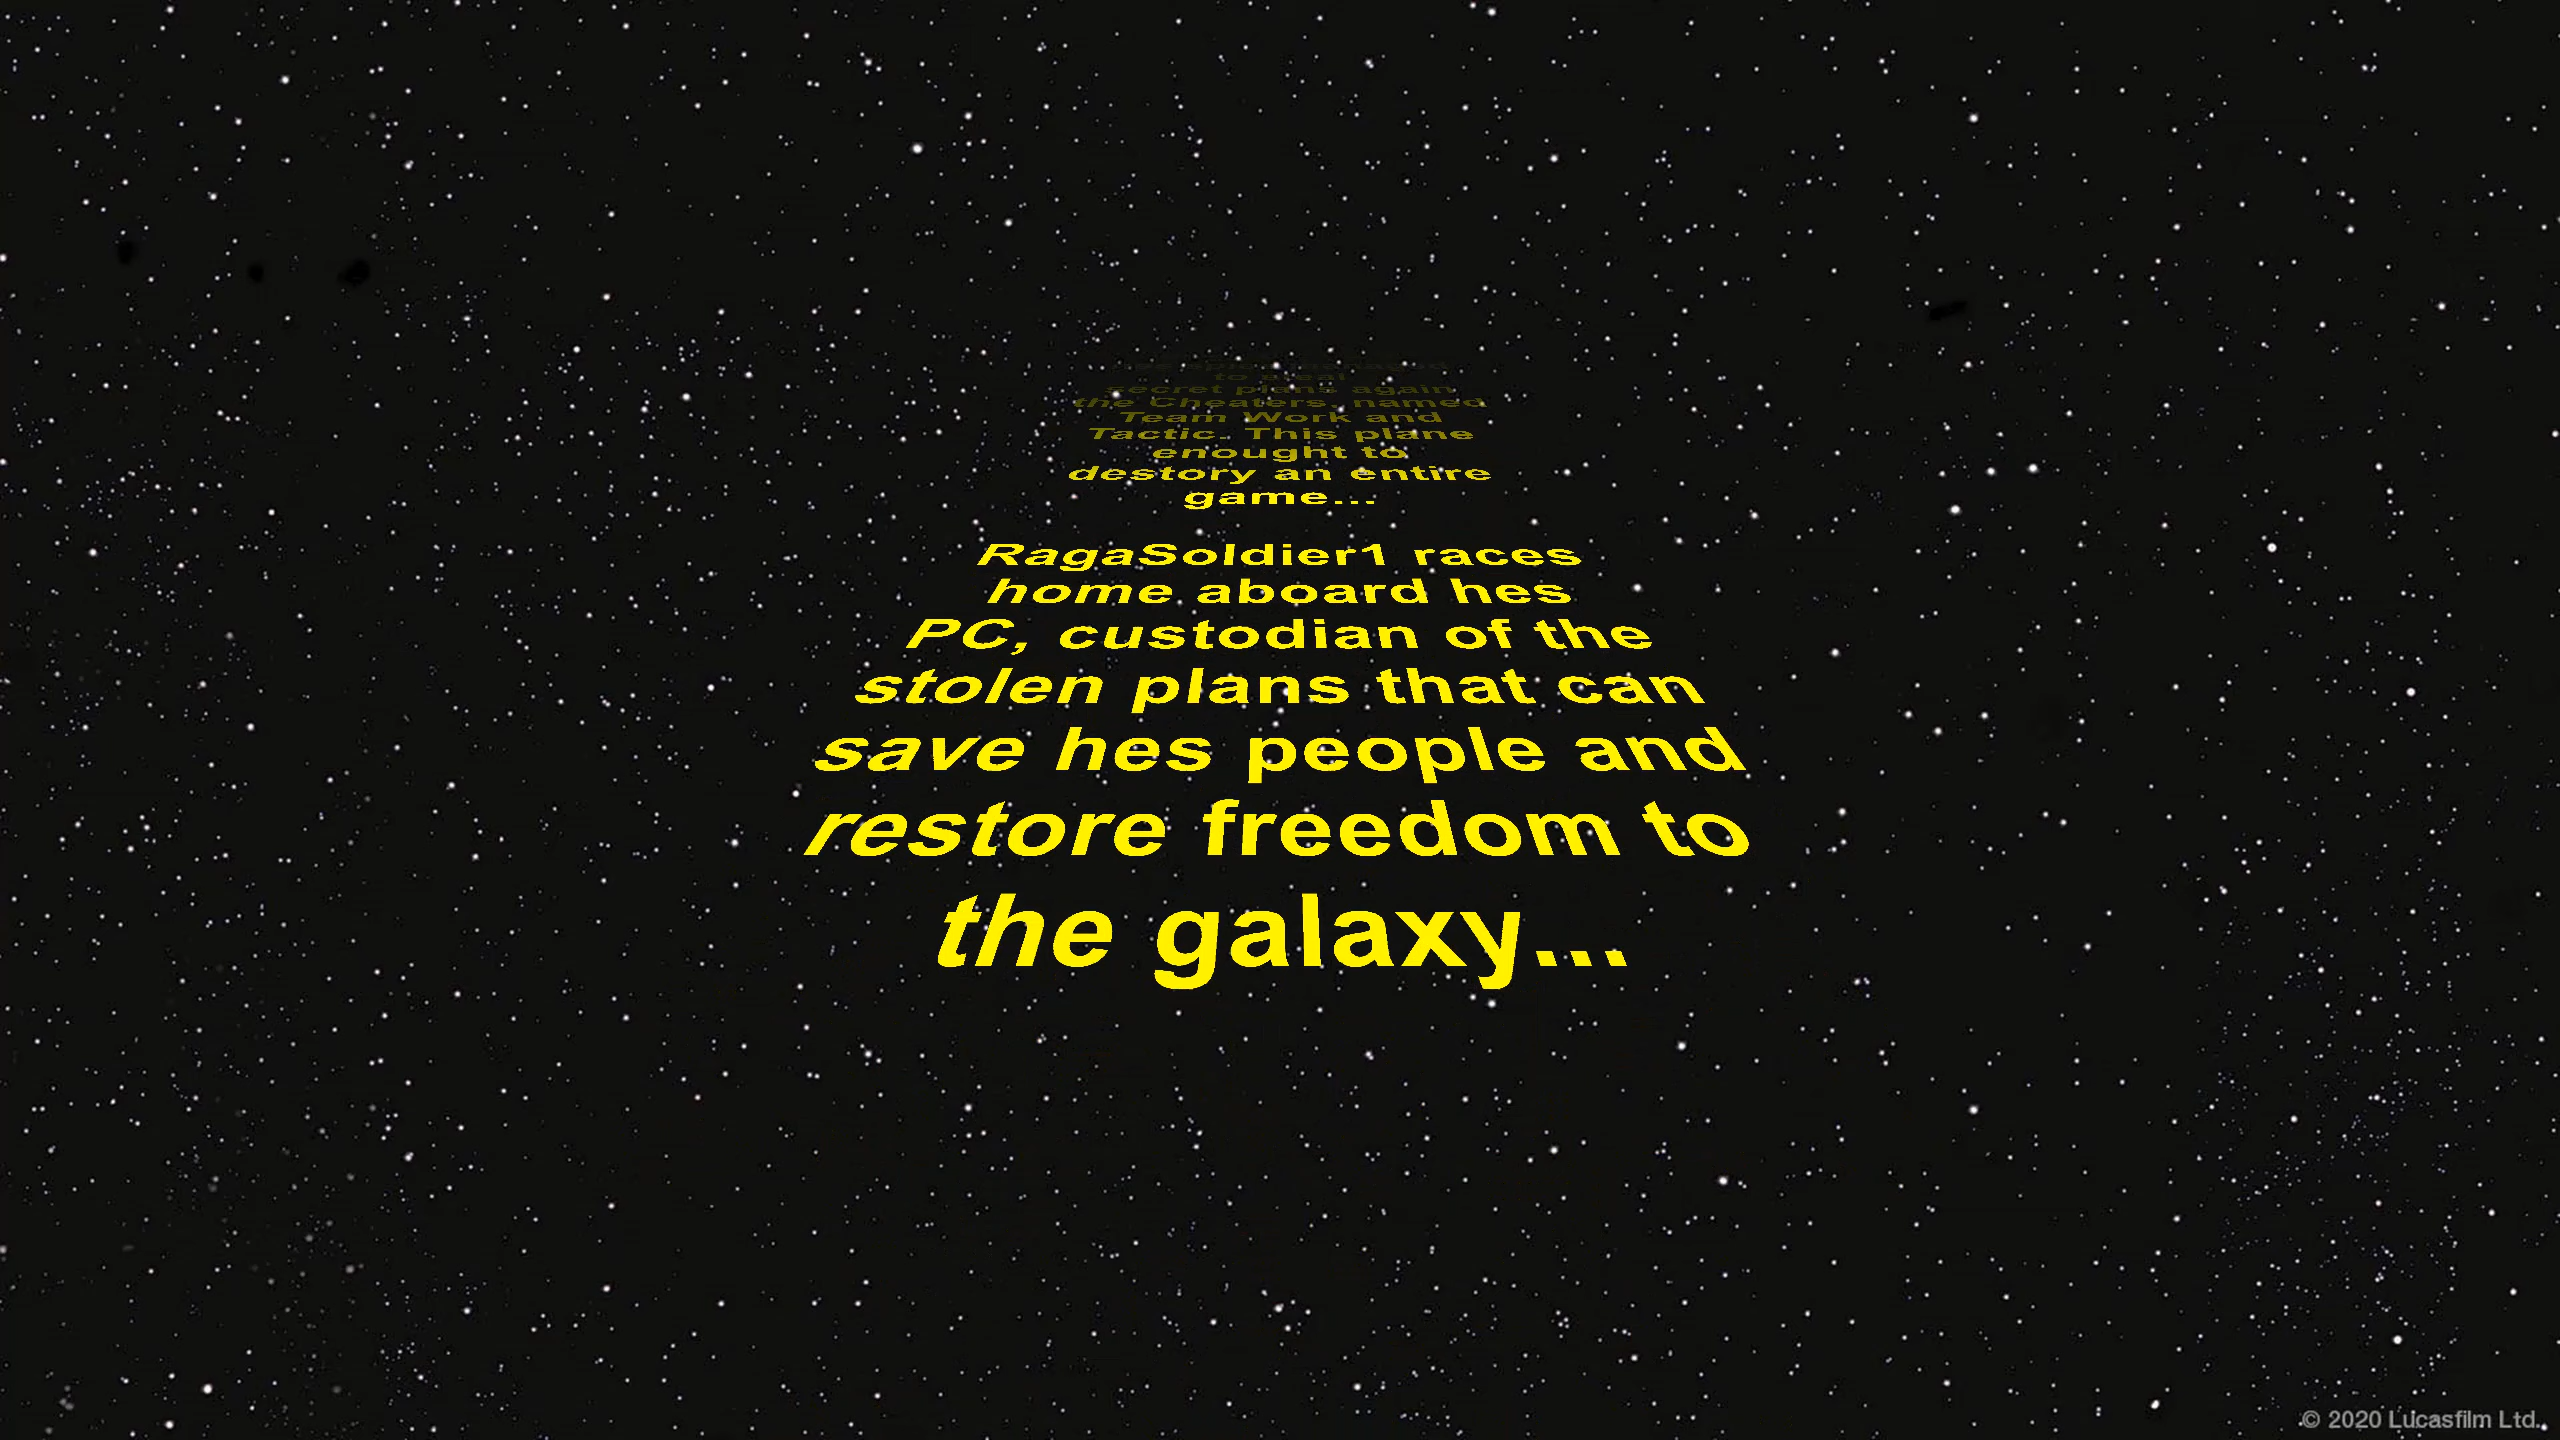 to steal
secret plans again
the Cheaters, named
Team Work and
Tactic. This plane
enought to
destory an entire
game...
RagaSoldier1 races
home aboard hes
PC, custodian of the
stolen plans that can
save hes people and
restore freedom to
the galaxy...
© 2020 Lucasfilm Ltd.